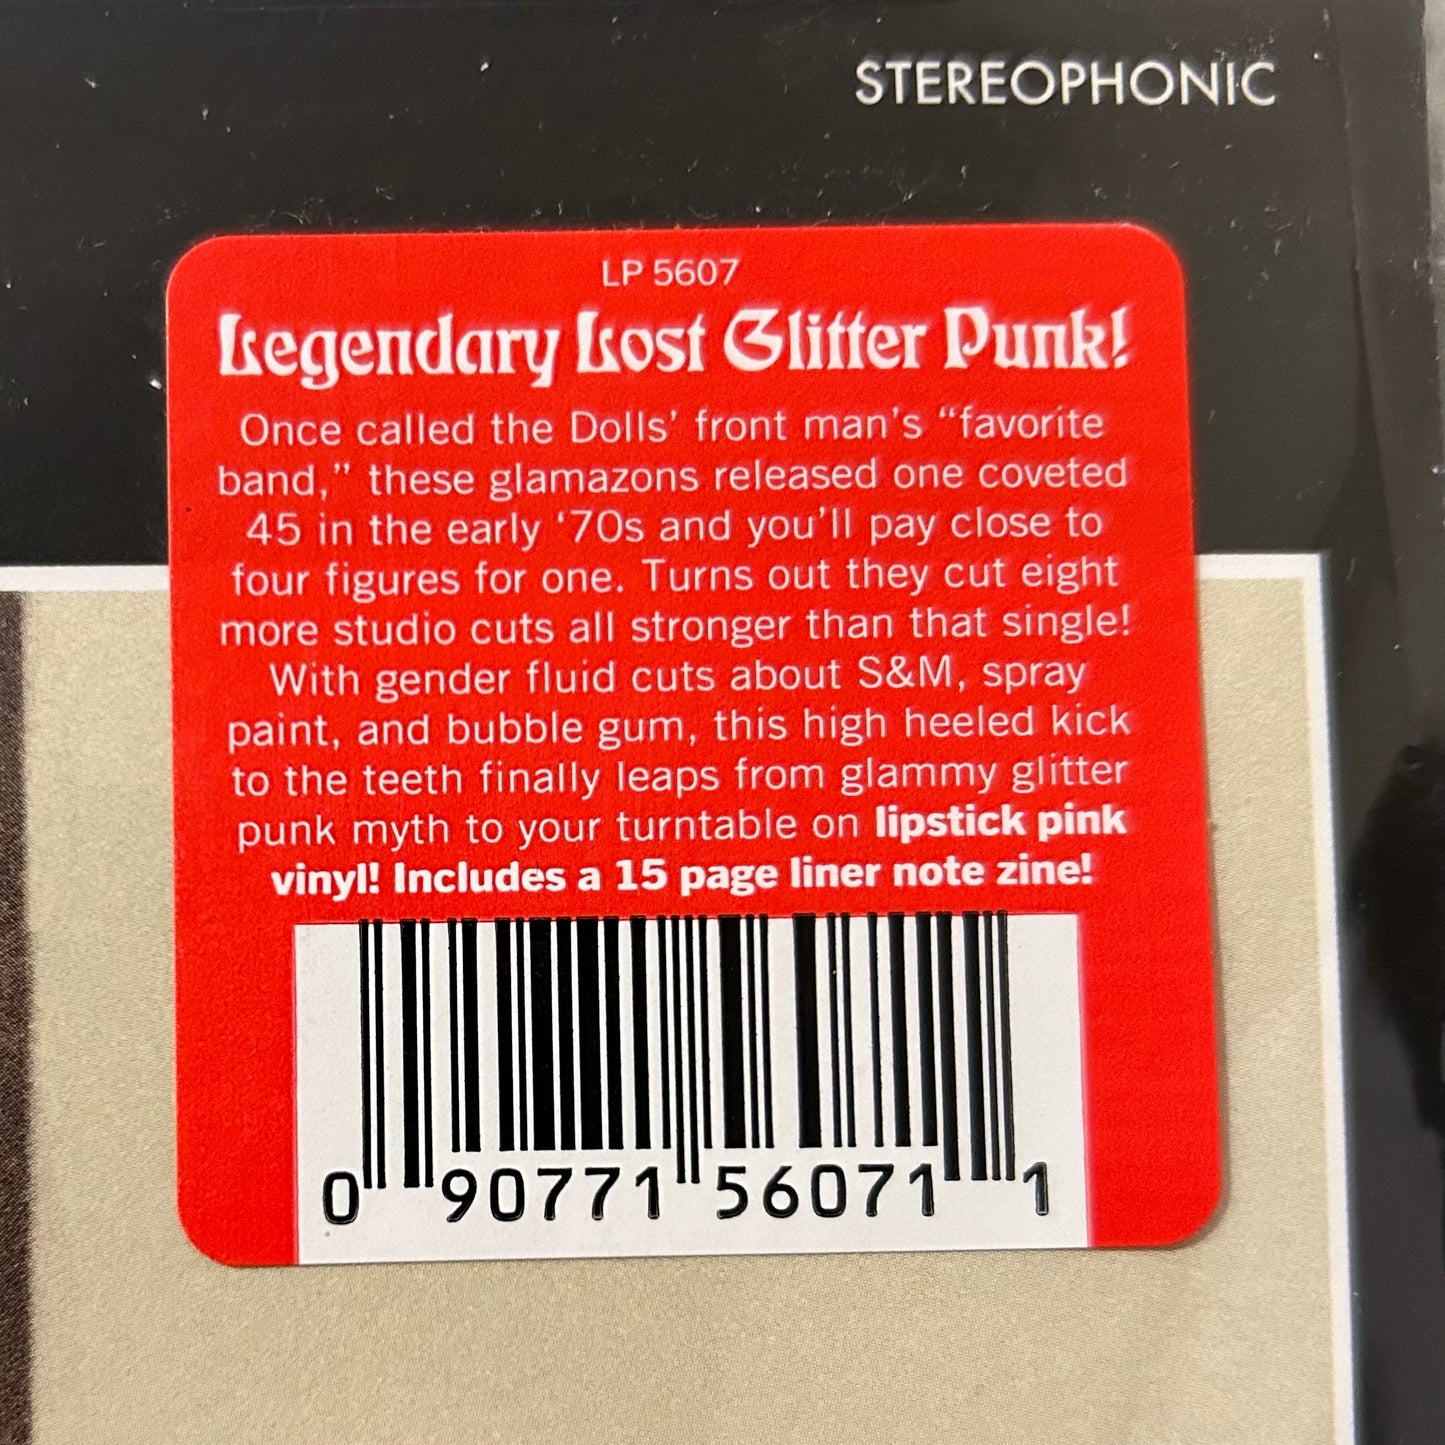 STEREOPHONIC
LP 5607
Legendary Lost Glitter Punk!
Once called the Dolls’ front man’s “favorite
band,” these glamazons released one coveted
45 in the early ‘70s and you’ll pay close to
four figures for one. Turns out they cut eight
more studio cuts all stronger than that single!
With gender fluid cuts about S&M, spray
paint, and bubble gum, this high heeled kick
to the teeth finally leaps from glammy glitter
punk myth to your turntable on lipstick pink
vinyl! Includes a 15 page liner note zine!
0 90771 56071 1